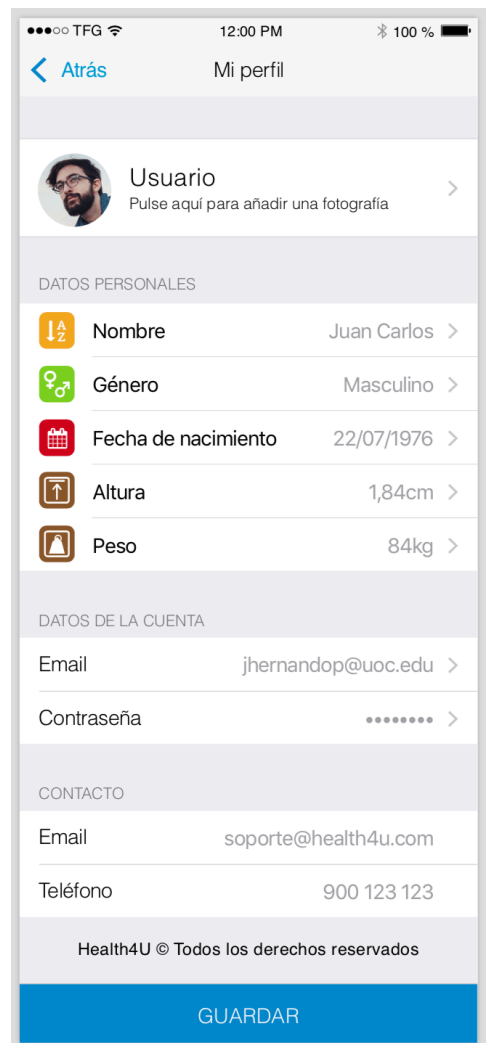 TFG 12:00 PM 100 %
Atrás Mi perfil
Usuario
Pulse aquí para añadir una fotografía
DATOS PERSONALES
A
Z
Nombre Juan Carlos
Género Masculino
Fecha de nacimiento 22/07/1976
Altura 1,84cm
Peso 84kg
DATOS DE LA CUENTA
Email jhernandop@uoc.edu
Contraseña ••••••••
CONTACTO
Email soporte@health4u.com
Teléfono 900 123 123
Health4U © Todos los derechos reservados
GUARDAR